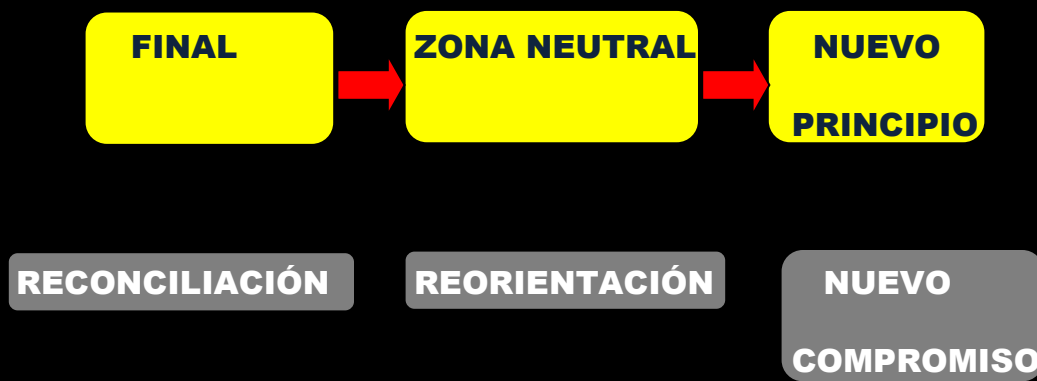 FINAL
ZONA NEUTRAL
NUEVO
PRINCIPIO
RECONCILIACIÓN
REORIENTACIÓN
NUEVO
COMPROMISO